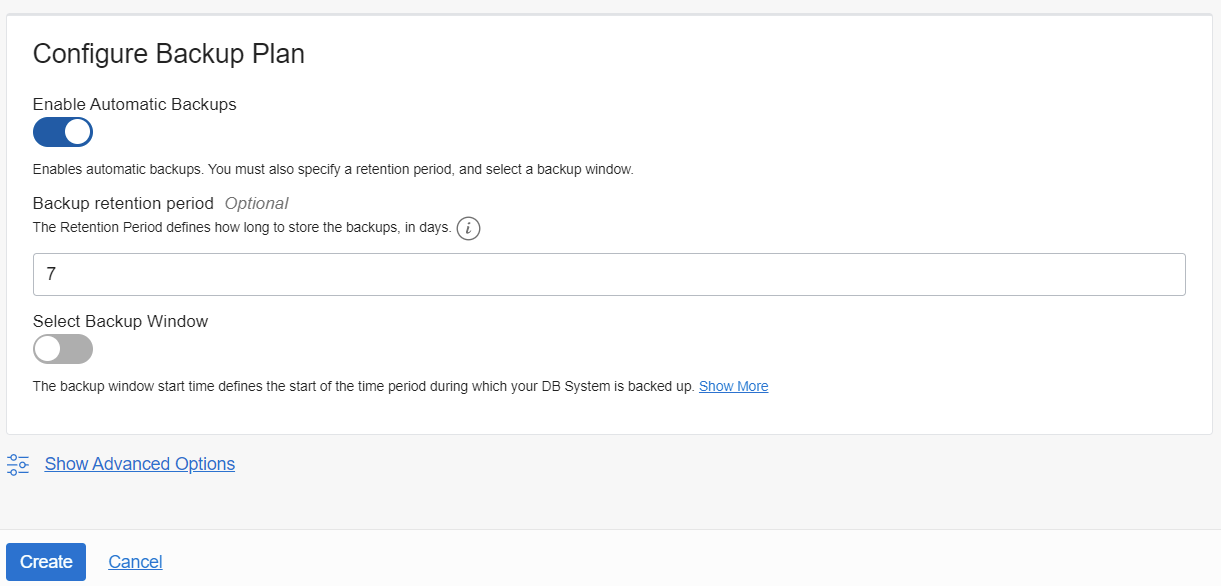 Configure Backup Plan
Enable Automatic Backups
Enables automatic backups. You must also specify a retention period, and select a backup window.
Backup retention period Optional
The Retention Period defines how long to store the backups, in days. i
7
Select Backup Window
The backup window start time defines the start of the time period during which your DB System is backed up. Show More
Show Advanced Options
Create Cancel